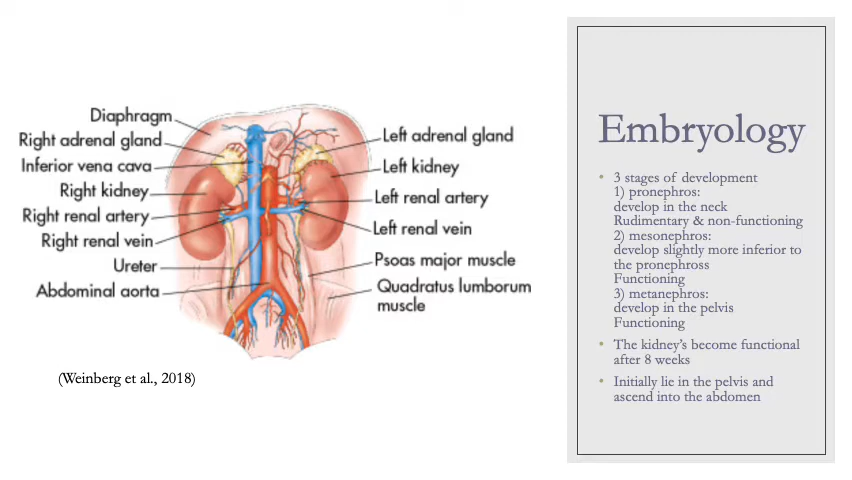 Diaphragm
Right adrenal gland
Inferior vena cava
Right kidney
Right renal artery
Right renal vein
Ureter
Abdominal aorta
Left adrenal gland
Left kidney
Left renal artery
Left renal vein
Psoas major muscle
Quadratus lumborum
muscle
(Weinberg et al., 2018)
Embryology
• 3 stages of development
1) pronephros:
develop in the neck
Rudimentary & non-functioning
2) mesonephros:
develop slightly more inferior to
the pronephross
Functioning
3) metanephros:
develop in the pelvis
Functioning
• The kidney’s become functional
after 8 weeks
• Initially lie in the pelvis and
ascend into the abdomen